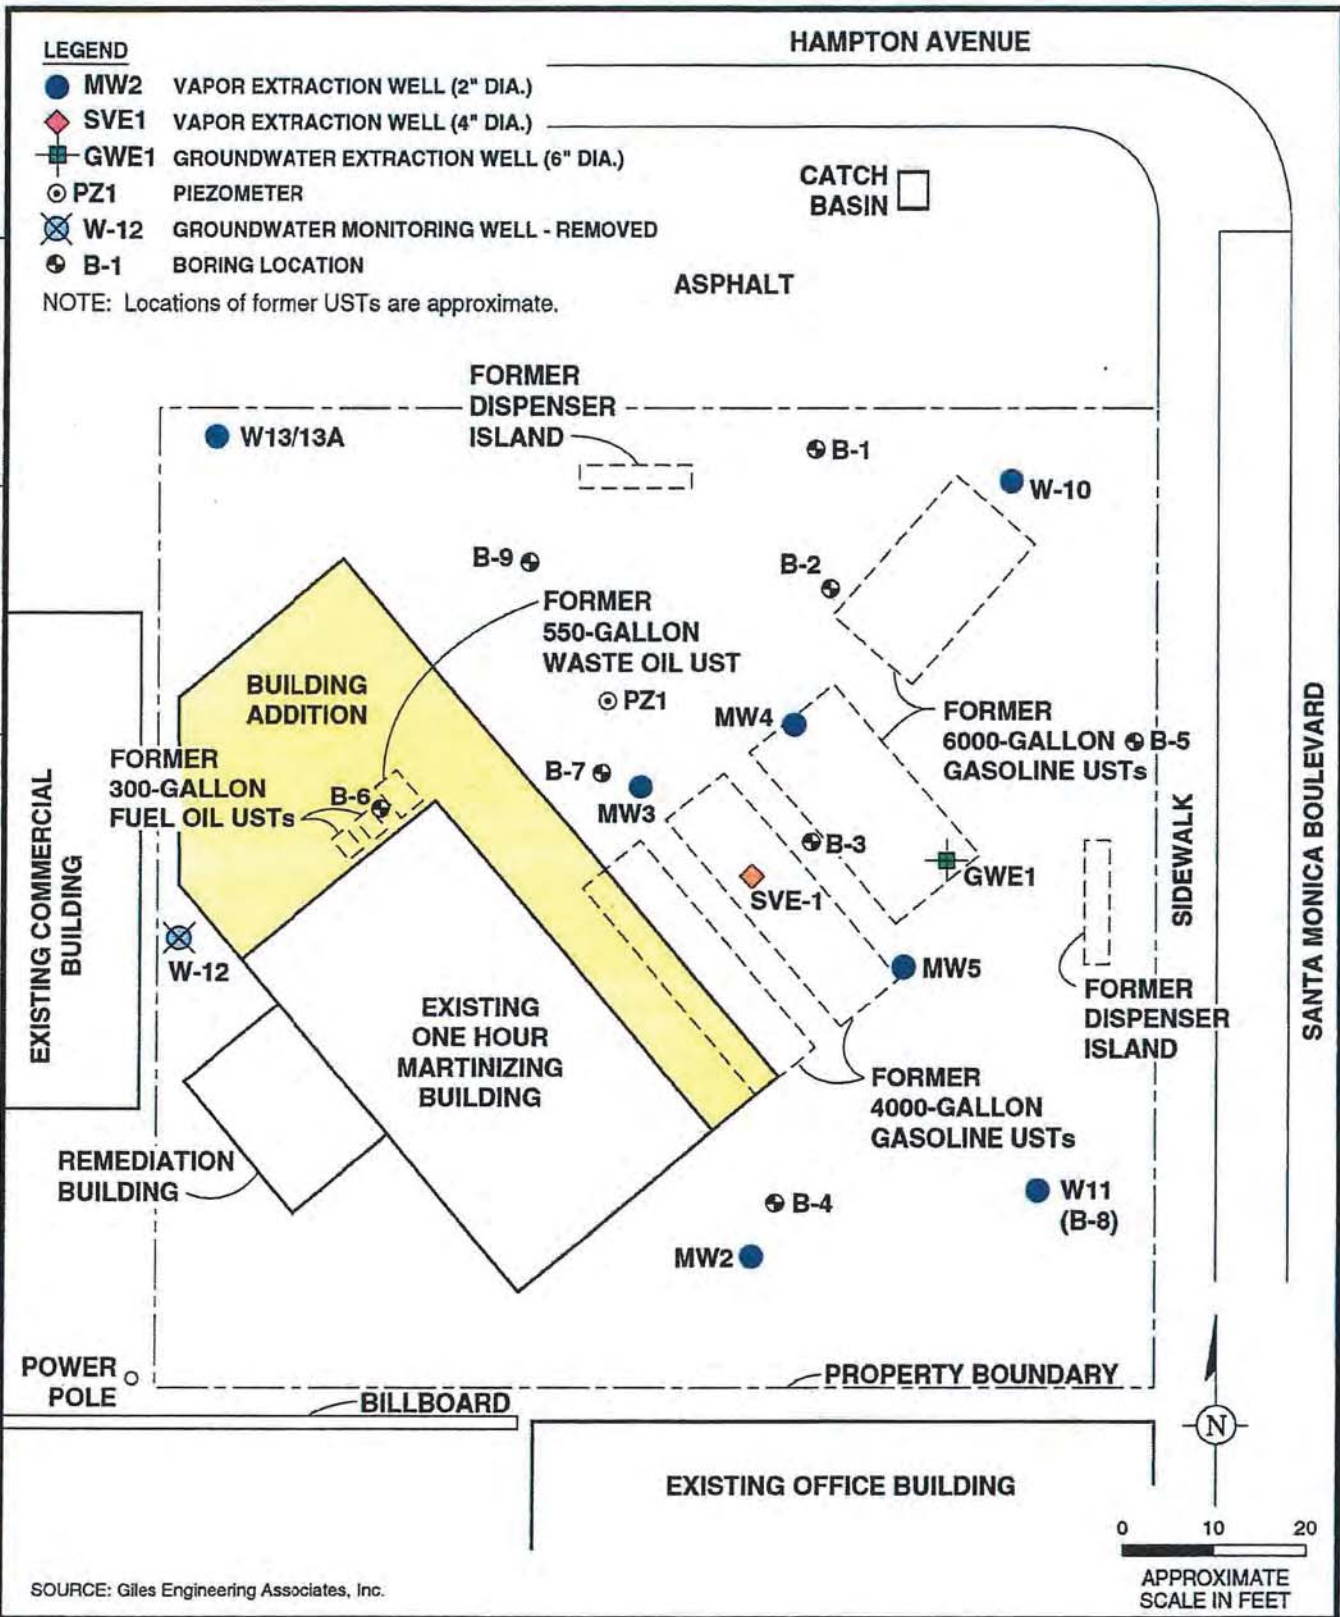 LEGEND
MW2 VAPOR EXTRACTION WELL (2" DIA.)
SVE1 VAPOR EXTRACTION WELL (4" DIA.)
GWE1 GROUNDWATER EXTRACTION WELL (6" DIA.)
PZ1 PIEZOMETER
W-12 GROUNDWATER MONITORING WELL - REMOVED
B-1 BORING LOCATION
NOTE: Locations of former USTs are approximate.
HAMPTON AVENUE
CATCH
BASIN
ASPHALT
FORMER
DISPENSER
ISLAND
W13/13A
B-1
W-10
B-9
B-2
FORMER
550-GALLON
WASTE OIL UST
BUILDING
ADDITION
PZ1
MW4
FORMER
6000-GALLON
GASOLINE USTs
B-5
FORMER
300-GALLON
FUEL OIL USTs
B-6
B-7
MW3
B-3
SVE-1
GWE1
SIDEWALK
SANTA MONICA BOULEVARD
EXISTING COMMERCIAL
BUILDING
W-12
MW5
EXISTING
ONE HOUR
MARTINIZING
BUILDING
FORMER
DISPENSER
ISLAND
FORMER
4000-GALLON
GASOLINE USTs
REMEDIATION
BUILDING
W11
(B-8)
B-4
MW2
POWER
POLE
PROPERTY BOUNDARY
BILLBOARD
N
EXISTING OFFICE BUILDING
0 10 20
APPROXIMATE
SCALE IN FEET
SOURCE: Giles Engineering Associates, Inc.